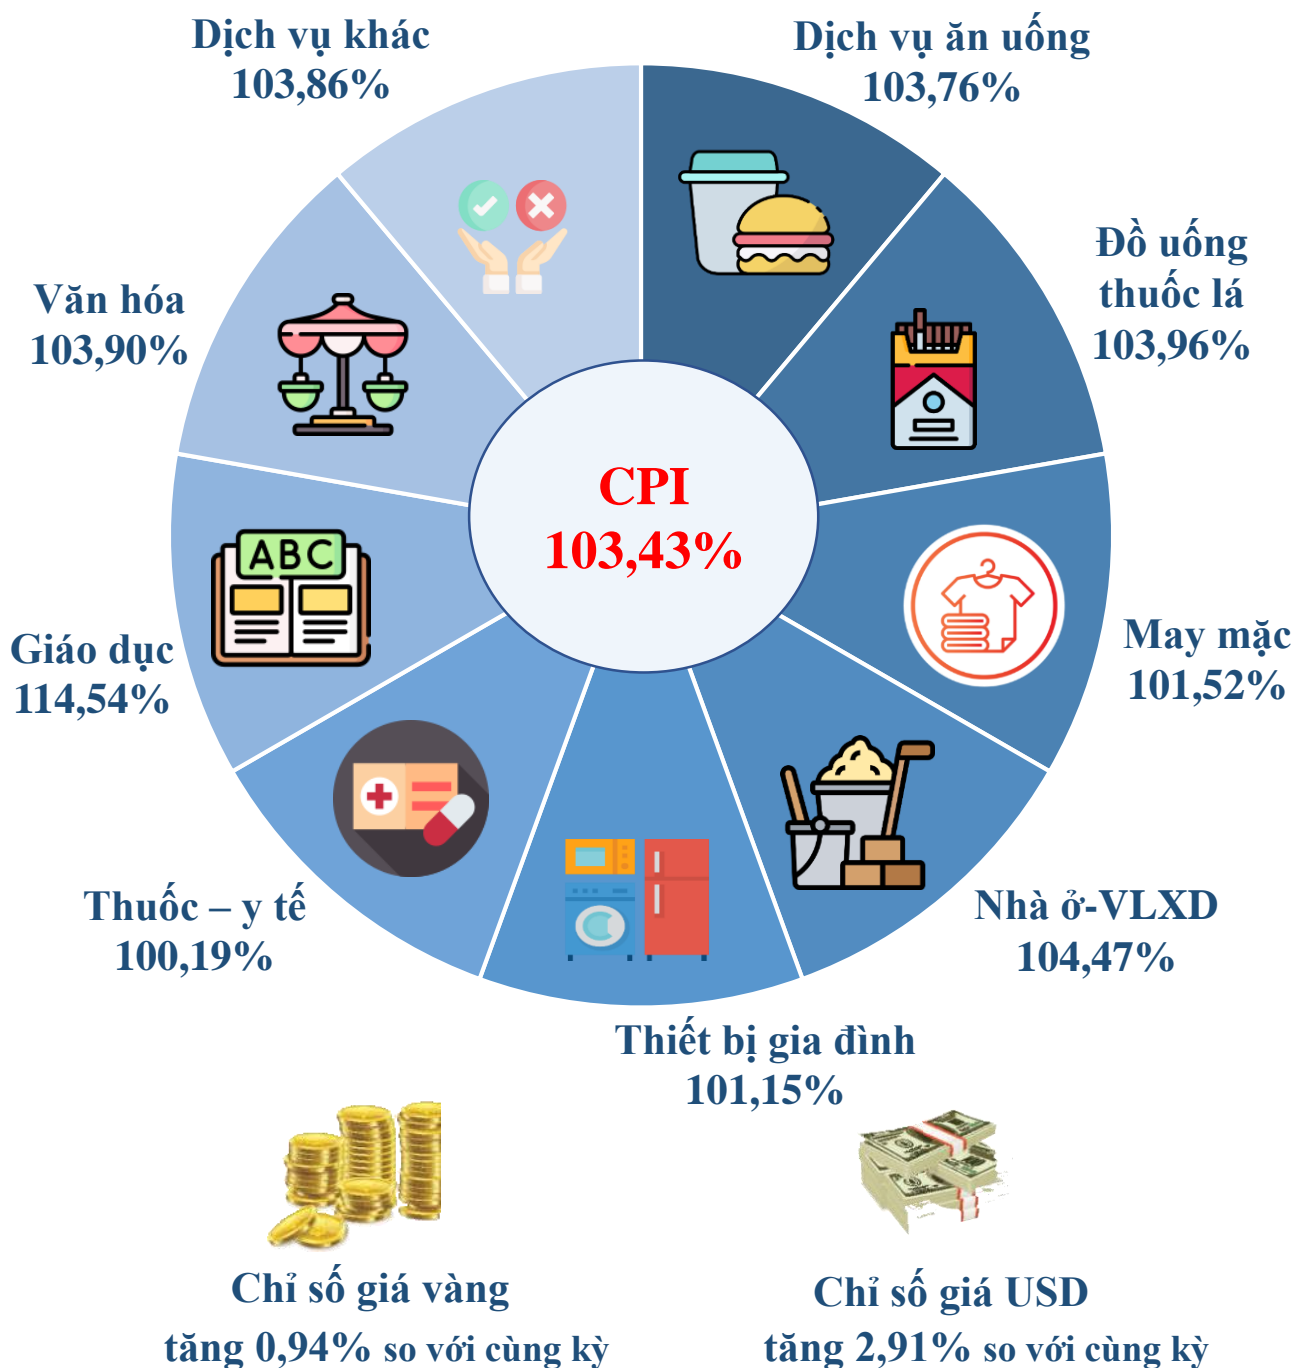 Dịch vụ khác
103,86%
Dịch vụ ăn uống
103,76%
Đồ uống
thuốc lá
103,96%
Văn hóa
103,90%
CPI
103,43%
ABC
Giáo dục
114,54%
May mặc
101,52%
Thuốc – y tế
100,19%
Nhà ở-VLXD
104,47%
Thiết bị gia đình
101,15%
Chỉ số giá vàng
tăng 0,94% so với cùng kỳ
Chỉ số giá USD
tăng 2,91% so với cùng kỳ